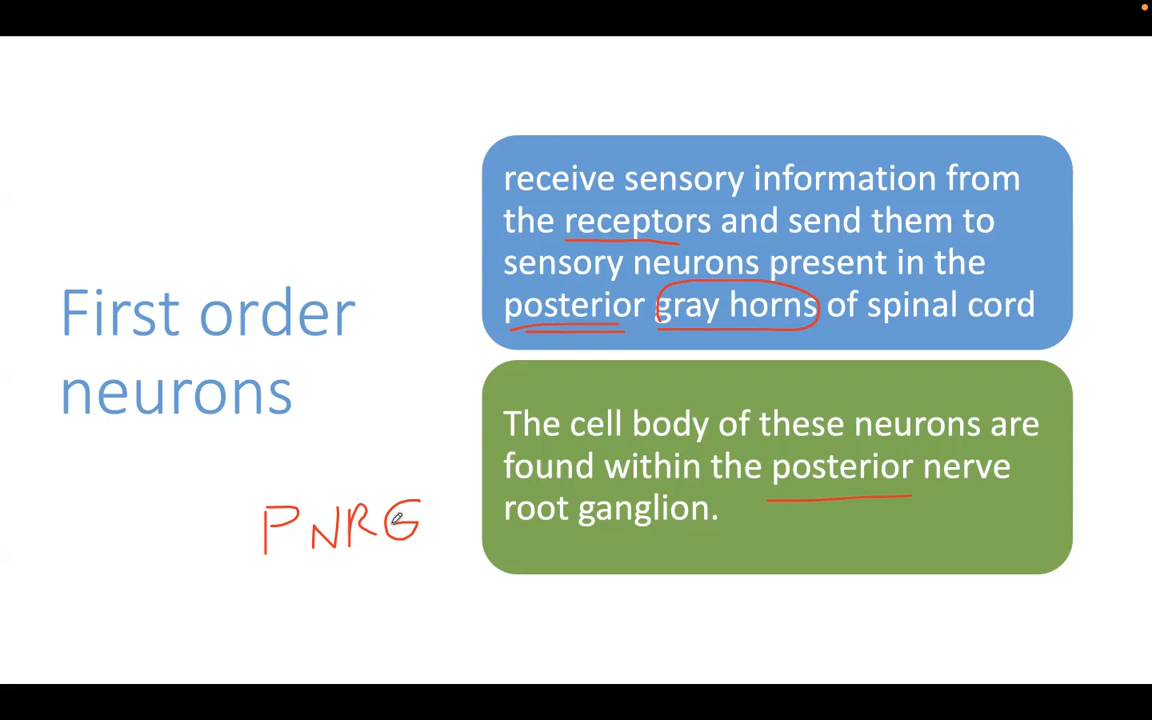 First order
neurons
receive sensory information from
the receptors and send them to
sensory neurons present in the
posterior gray horns of spinal cord
The cell body of these neurons are
found within the posterior nerve
root ganglion.
PNRG